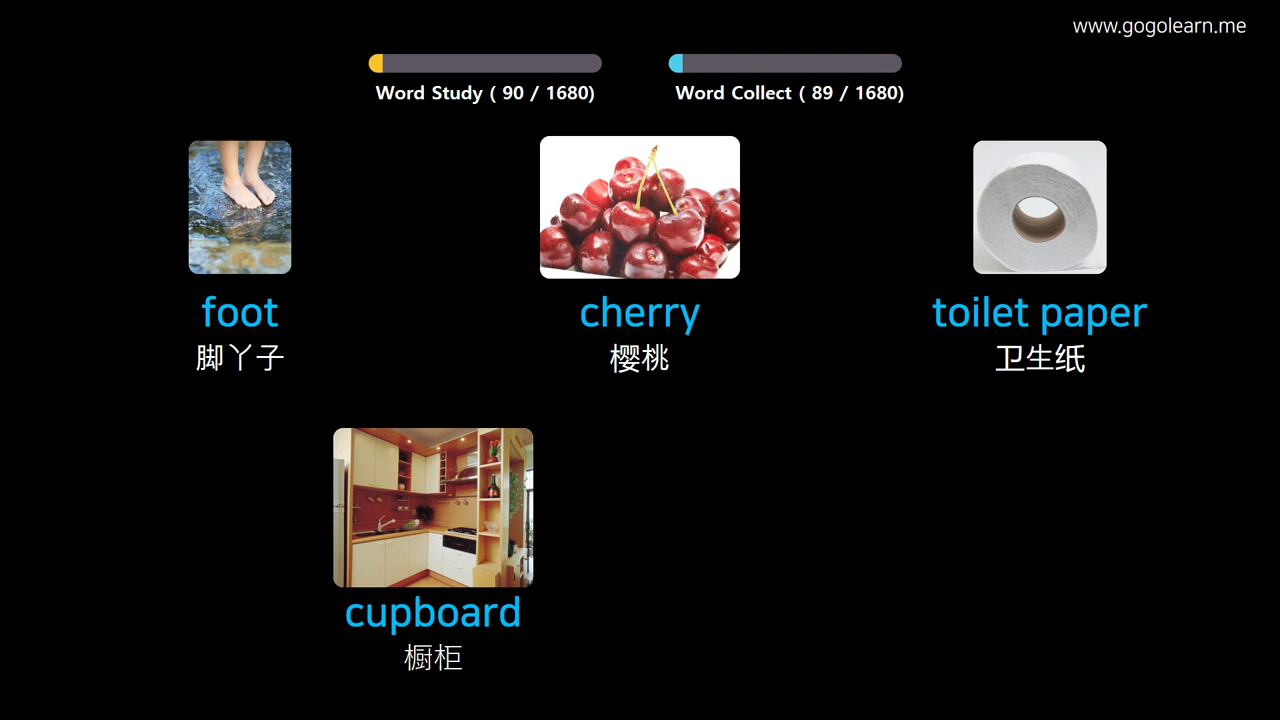 www.gogolearn.me
Word Study ( 90 / 1680)
Word Collect ( 89 / 1680)
foot
cherry
toilet paper
脚丫子
樱桃
卫生纸
cupboard
橱柜